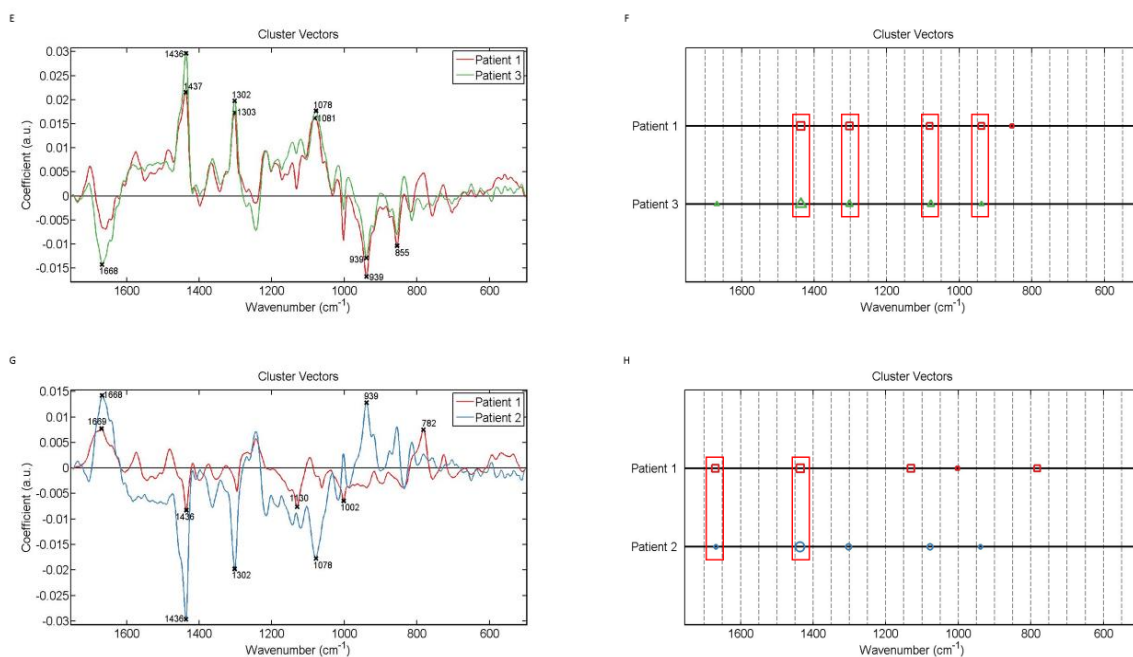 E
Cluster Vectors
Coefficient (a.u.)
0.03
0.025
0.02
0.015
0.01
0.005
0
-0.005
-0.01
-0.015
1436
1437
1302
1303
1078
1081
1668
939
939
855
Patient 1
Patient 3
1600
1400
1200
1000
800
600
Wavenumber (cm-1)
F
Cluster Vectors
Patient 1
Patient 3
1600
1400
1200
1000
800
600
Wavenumber (cm-1)
G
Cluster Vectors
Coefficient (a.u.)
0.015
0.01
0.005
0
-0.005
-0.01
-0.015
-0.02
-0.025
-0.03
1668
1669
939
782
1436
1130
1002
1302
1078
1436
Patient 1
Patient 2
1600
1400
1200
1000
800
600
Wavenumber (cm-1)
H
Cluster Vectors
Patient 1
Patient 2
1600
1400
1200
1000
800
600
Wavenumber (cm-1)